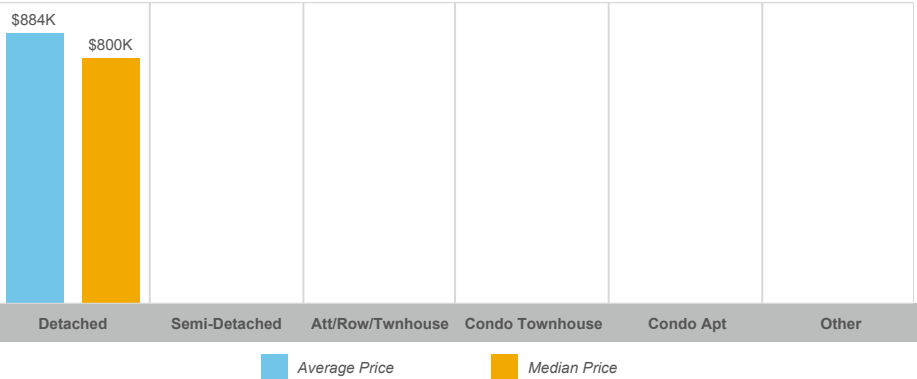 $884K
$800K
Detached Semi-Detached Att/Row/Twnhouse Condo Townhouse Condo Apt Other
Average Price Median Price